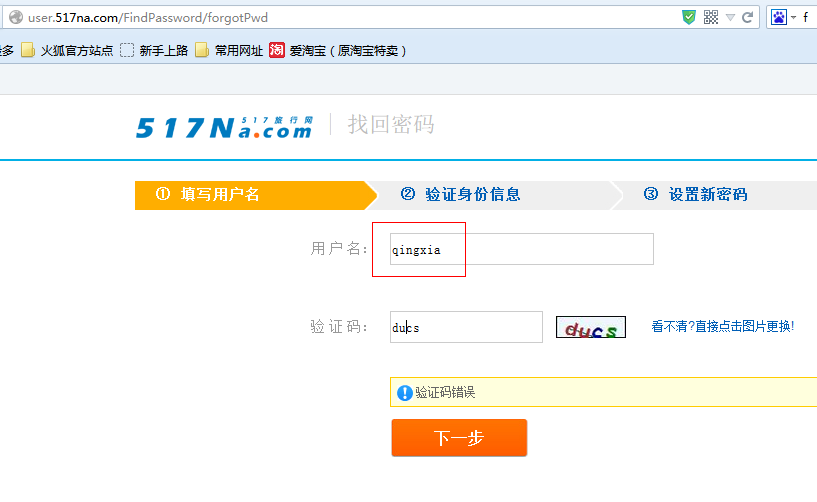 user.517na.com/FindPassword/forgotPwd
f
多 火狐官方站点 新手上路 常用网址 淘 爱淘宝（原淘宝特卖）
517Na.com 517旅行网 找回密码
① 填写用户名 ② 验证身份信息 ③ 设置新密码
用户名： qingxia
验证码： ducs ducs 看不清?直接点击图片更换!
验证码错误
下一步